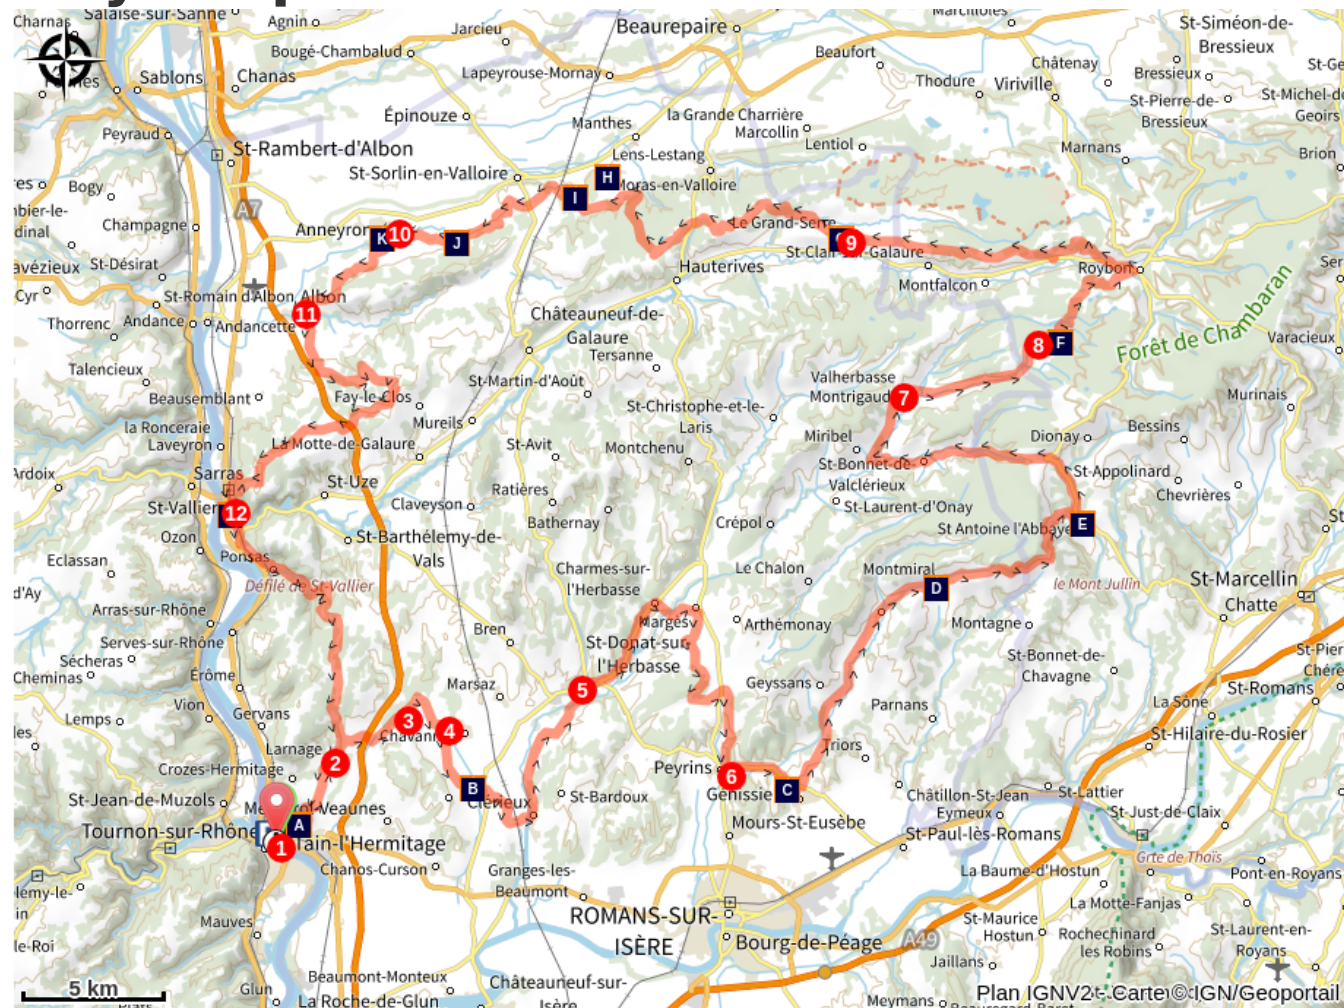 Salaise-sur-Sanne
Agnin
Jarcieu
Beaurepaire
Marcilloles
St-Siméon-de-
Bressieux
Bougé-Chambalud
Beaufort
Châtenay
Bressieux
Sablons
Chanas
Lapeyrouse-Mornay
Thodure
Viriville
St-Pierre-de-
Bressieux
St-Michel-de
Geoirs
Épinouze
Manthes
la Grande Charrière
Marcollin
Peyraud
St-Rambert-d'Albon
Lens-Lestang
Lentiol
Marnans
Brion
Bogy
St-Sorlin-en-Valloire
H
Moras-en-Valloire
I
A7
Champagne
Anneyron
K
10
J
Le Grand-Serre
9
St-Clair-sur-Galaure
St-Désirat
Hauterives
Roybon
Montfalcon
St-Romain d'Albon
Albon
Thorrenc
Andance
Andancette
11
Châteauneuf-de-
Galaure
Tersanne
8
F
Forêt de Chambaran
Varacieux
Talencieux
Beausemblant
Fay-le-Clos
St-Martin-d'Août
Valherbasse
Montrigaud
7
Murinais
la Ronceraie
Laveyron
Mureils
St-Christophe-et-le-
Laris
La Motte-de-Galaure
St-Avit
Montchenu
Miribel
Dionay
Bessins
Sarras
St-Bonnet-de-
Valclérieux
St-Appolinard
St-Uze
Ratières
Chevrières
St-Vallier
12
Claveyson
Bathernay
Crépol
St-Laurent-d'Onay
St Antoine l'Abbaye
E
Ozon
St-Barthélemy-de-
Vals
Eclassan
Ponsas
Défilé de St-Vallier
Charmes-sur-
l'Herbasse
Le Chalon
Montmiral
D
le Mont Jullin
St-Marcellin
Chatte
d'Ay
Arras-sur-Rhône
Serves-sur-Rhône
Bren
Margès
Arthémonay
Montagne
St-Donat-sur-
l'Herbasse
Sécheras
Cheminas
Érôme
Marsaz
5
Geyssans
St-Bonnet-de-
Chavagne
Vion
Gervans
Parnans
La Sône
St-Romans
Lemps
3
4
St-Hilaire-du-Rosier
Larnage
2
Triors
Crozes-Hermitage
Peyrins
6
Génissieux
C
B
Clérieux
St-Bardoux
Châtillon-St-Jean
Eymeux
St-Lattier
St-Just-de-Claix
St-Jean-de-Muzols
A
Mours-St-Eusèbe
St-Paul-lès-Romans
Tournon-sur-Rhône
1
Tain-l'Hermitage
Grte de Thaïs
Chanos-Curson
Granges-les-
Beaumont
La Baume-d'Hostun
Pont-en-Royans
La Motte-Fanjas
Mauves
ROMANS-SUR-
ISÈRE
Bourg-de-Péage
A49
St-Maurice
Hostun
Rochechinard
les Robins
St-Laurent-en-
Royans
Jaillans
Glun
Beaumont-Monteux
La Roche-de-Glun
Châteauneuf-sur-
Isère
Meymans
5 km
Plan IGNV2 - Carte © IGN/Geoportail